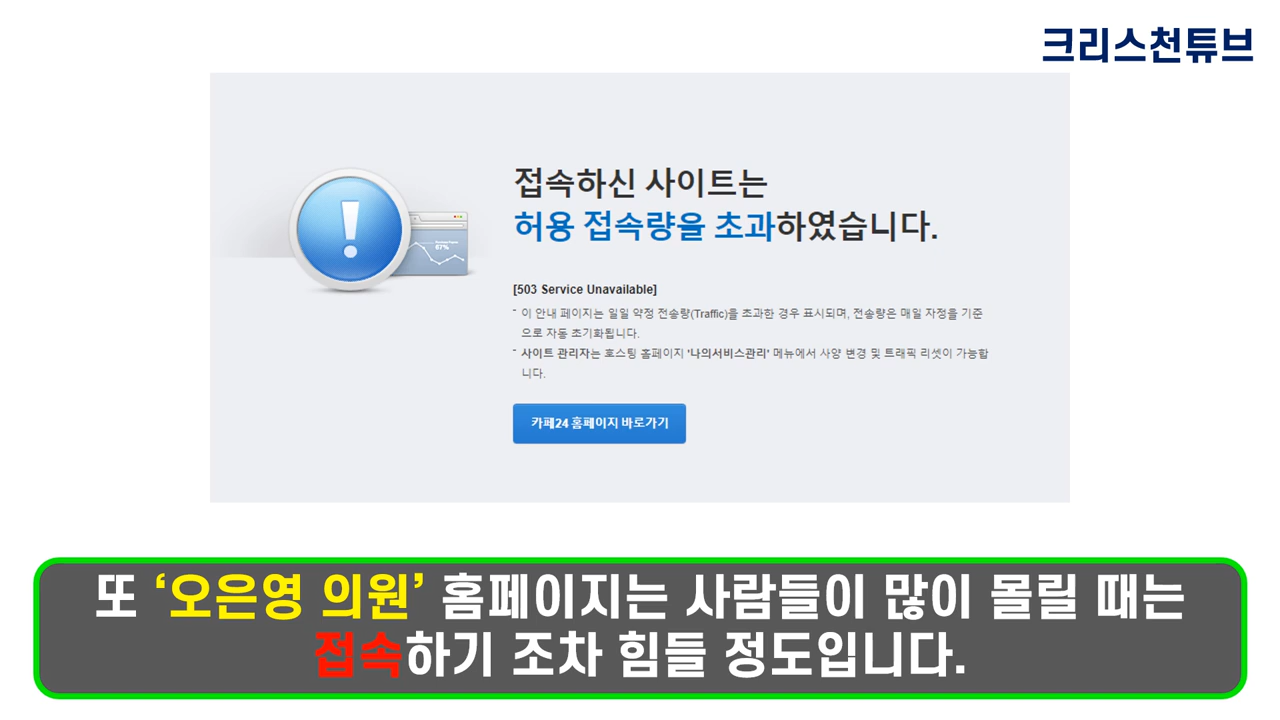 크리스천튜브
접속하신 사이트는
허용 접속량을 초과하였습니다.
67%
[503 Service Unavailable]
- 이 안내 페이지는 일일 약정 전송량(Traffic)을 초과한 경우 표시되며, 전송량은 매일 자정을 기준
으로 자동 초기화됩니다.
- 사이트 관리자는 호스팅 홈페이지 '나의서비스관리' 메뉴에서 사양 변경 및 트래픽 리셋이 가능합
니다.
카페24 홈페이지 바로가기
또 ‘오은영 의원’ 홈페이지는 사람들이 많이 몰릴 때는
접속하기 조차 힘들 정도입니다.